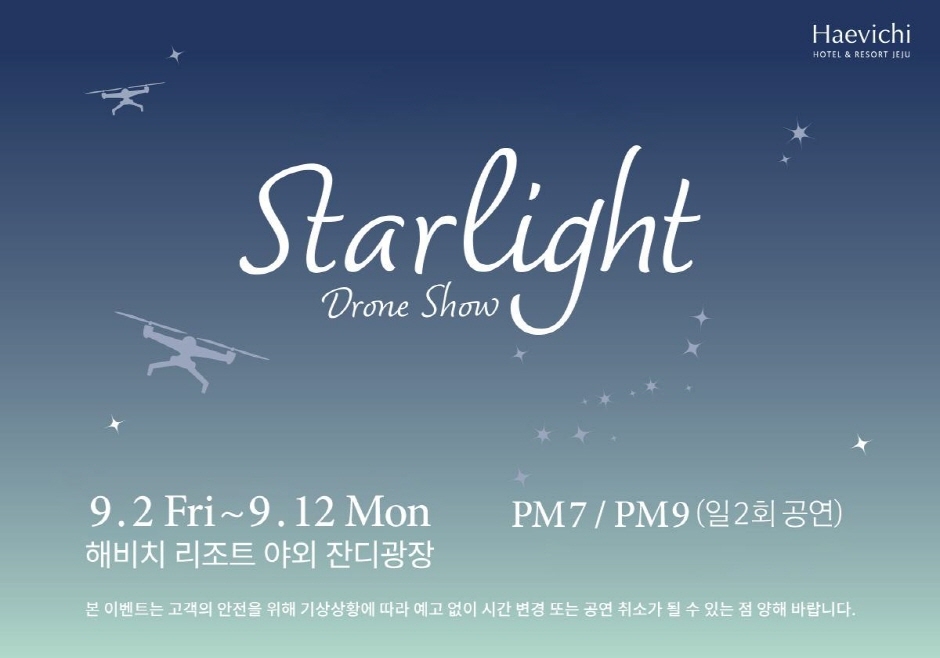 Haevichi
HOTEL & RESORT JEJU
Starlight
Drone Show
9.2 Fri~9.12 Mon
해비치 리조트 야외 잔디광장
PM7 / PM9 (일2회 공연)
본 이벤트는 고객의 안전을 위해 기상상황에 따라 예고 없이 시간 변경 또는 공연 취소가 될 수 있는 점 양해 바랍니다.